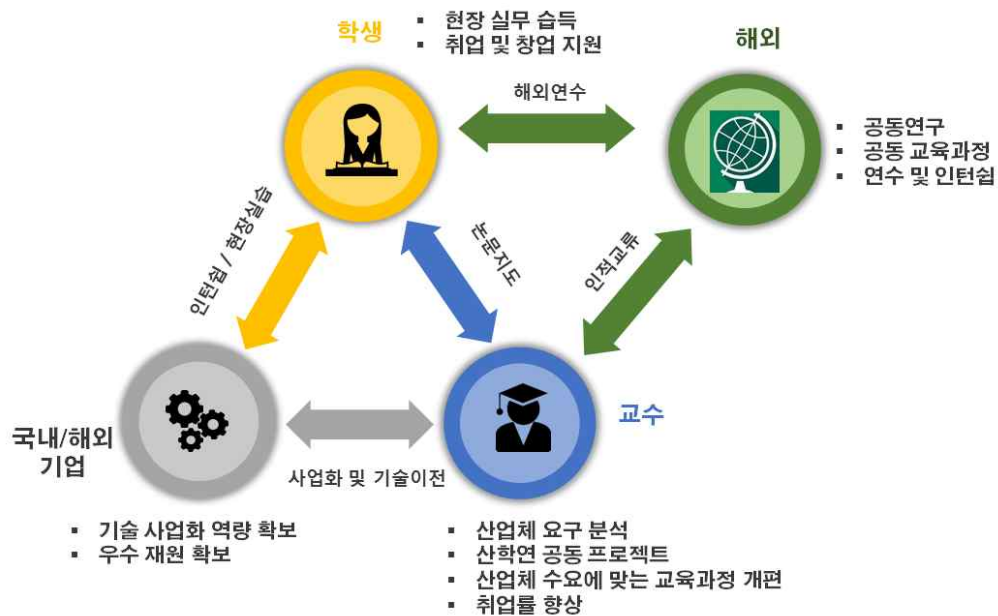 학생
▪ 현장 실무 습득
▪ 취업 및 창업 지원
해외
해외연수
▪ 공동연구
▪ 공동 교육과정
▪ 연수 및 인턴쉽
인턴쉽 / 현장실습
논문지도
인적교류
국내/해외
기업
교수
사업화 및 기술이전
▪ 기술 사업화 역량 확보
▪ 우수 재원 확보
▪ 산업체 요구 분석
▪ 산학연 공동 프로젝트
▪ 산업체 수요에 맞는 교육과정 개편
▪ 취업률 향상